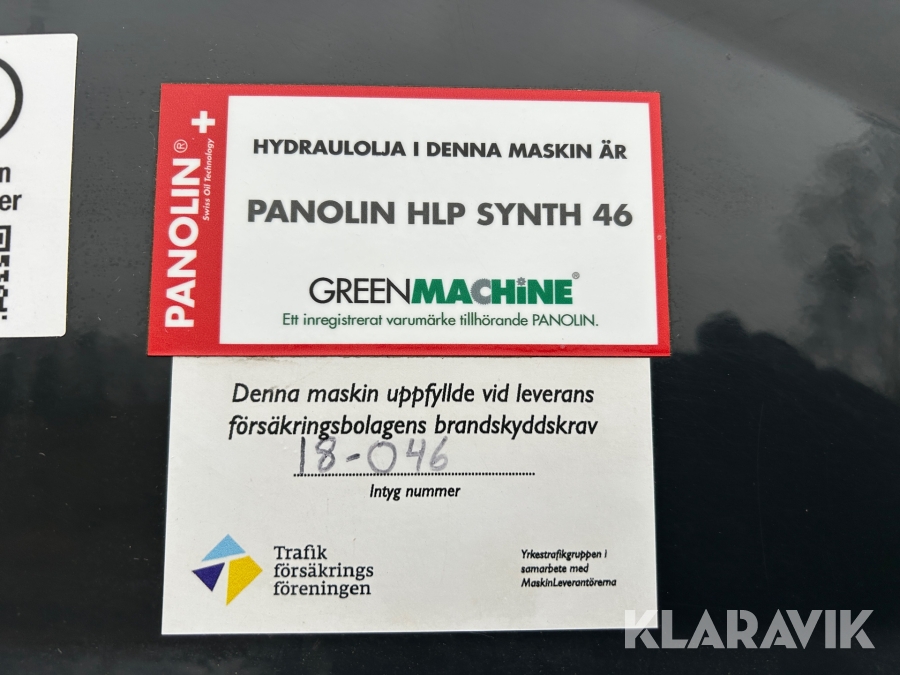 PANOLIN®
Swiss Oil Technology
HYDRAULOLJA I DENNA MASKIN ÄR
PANOLIN HLP SYNTH 46
GREENMACHINE®
Ett inregistrerat varumärke tillhörande PANOLIN.
Denna maskin uppfyllde vid leverans
försäkringsbolagens brandskyddskrav
18-046
Intyg nummer
Trafik
försäkrings
föreningen
Yrkestrafikgruppen i
samarbete med
MaskinLeverantörerna
KLARAVIK